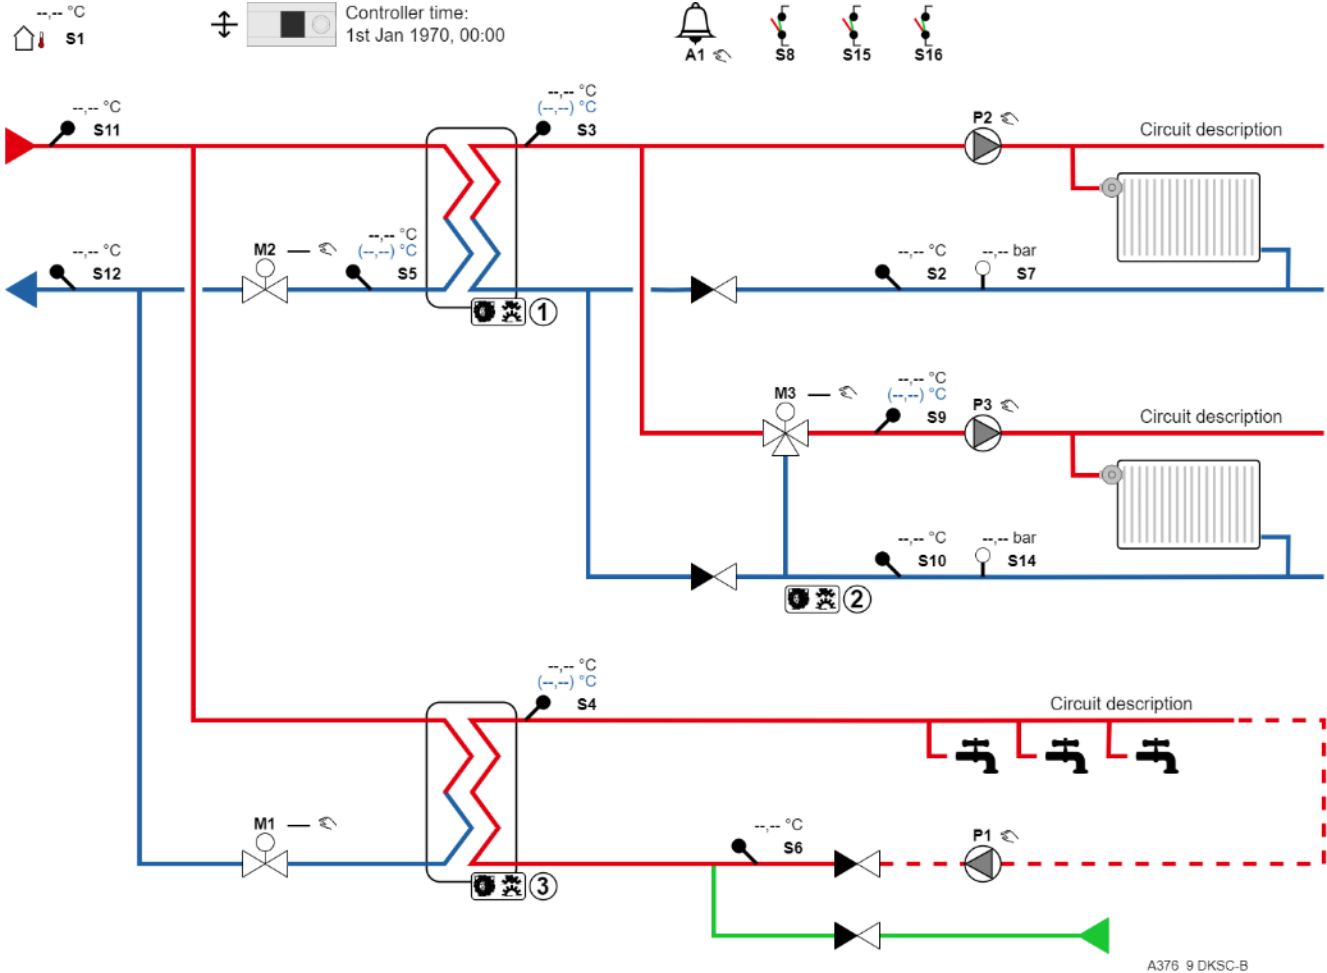 --,-- °C
S1
Controller time:
1st Jan 1970, 00:00
A1
S8
S15
S16
--,-- °C
S11
--,-- °C
(--,--) °C
S3
P2
Circuit description
--,-- °C
S12
M2
--,-- °C
(--,--) °C
S5
--,-- °C
S2
--,-- bar
S7
1
M3
--,-- °C
(--,--) °C
S9
P3
Circuit description
--,-- °C
S10
--,-- bar
S14
2
--,-- °C
(--,--) °C
S4
Circuit description
M1
--,-- °C
S6
P1
3
A376_9 DKSC-B